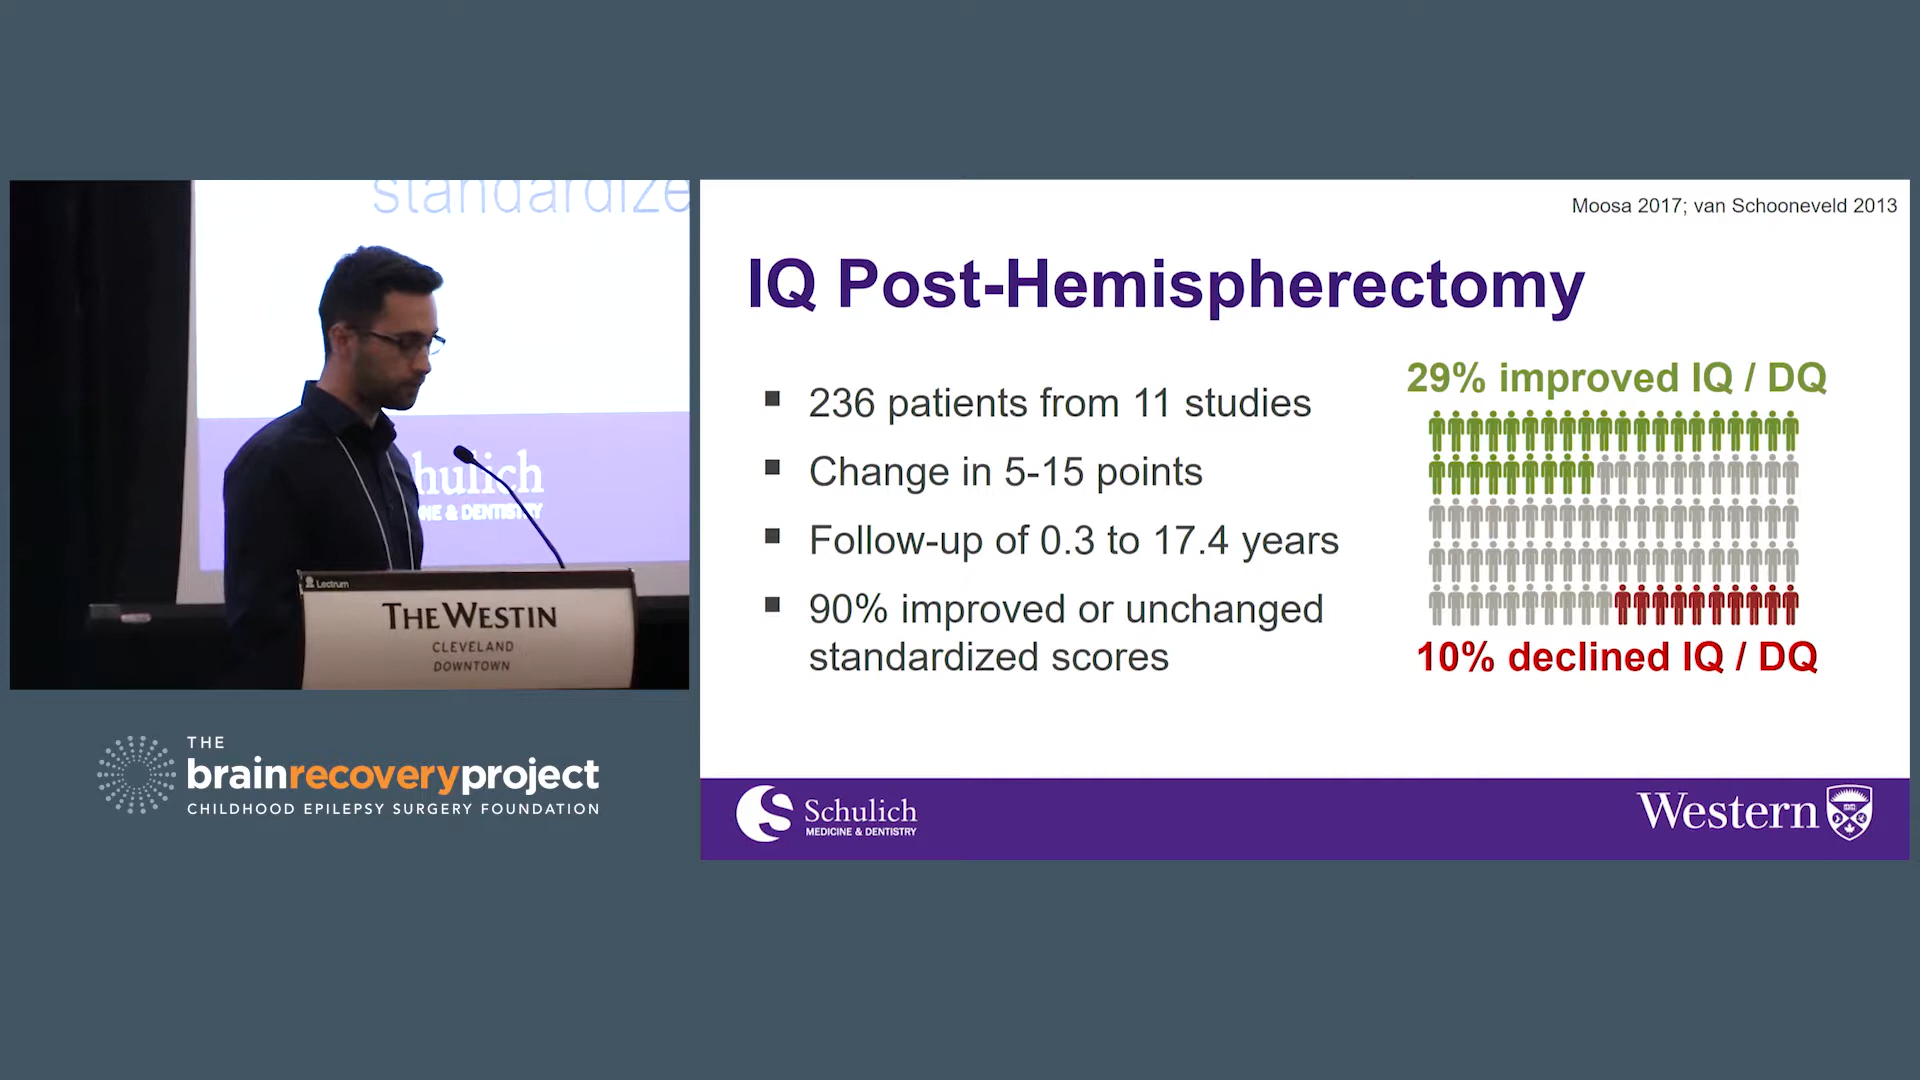 standardize
Schulich
MEDICINE & DENTISTRY
Lectrum
THE WESTIN
CLEVELAND
DOWNTOWN
THE
brainrecoveryproject
CHILDHOOD EPILEPSY SURGERY FOUNDATION
Moosa 2017; van Schooneveld 2013
IQ Post-Hemispherectomy
▪ 236 patients from 11 studies
▪ Change in 5-15 points
▪ Follow-up of 0.3 to 17.4 years
▪ 90% improved or unchanged
standardized scores
29% improved IQ / DQ
10% declined IQ / DQ
Schulich
MEDICINE & DENTISTRY
Western